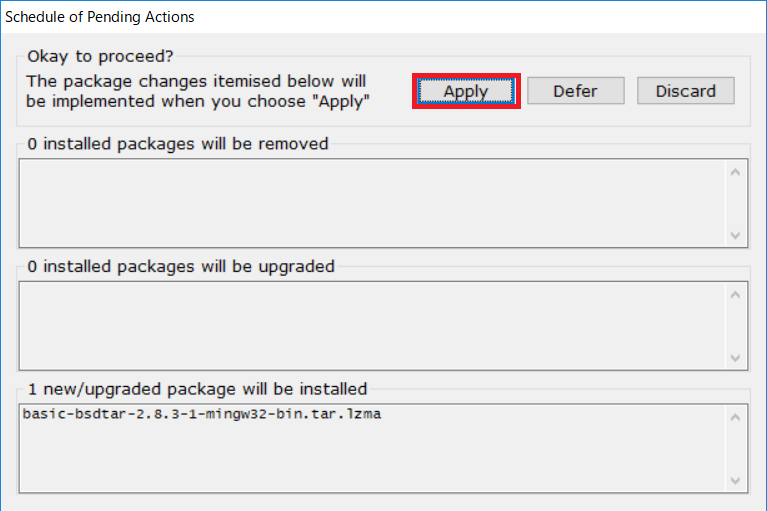 Schedule of Pending Actions
Okay to proceed?
The package changes itemised below will
be implemented when you choose "Apply"
Apply
Defer
Discard
0 installed packages will be removed
0 installed packages will be upgraded
1 new/upgraded package will be installed
basic-bsdtar-2.8.3-1-mingw32-bin.tar.lzma